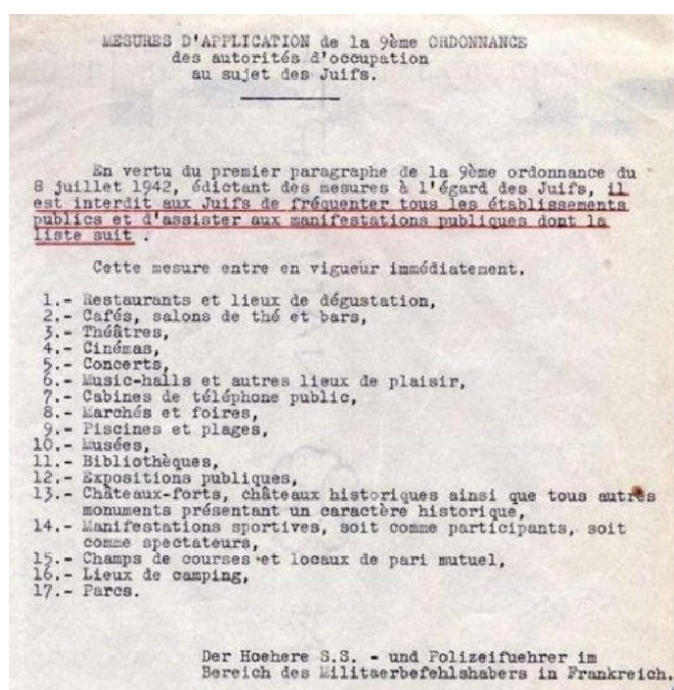 MESURES D'APPLICATION de la 9ème ORDONNANCE
des autorités d'occupation
au sujet des Juifs.
En vertu du premier paragraphe de la 9ème ordonnance du
8 juillet 1942, édictant des mesures à l'égard des Juifs, il
est interdit aux Juifs de fréquenter tous les établissements
publics et d'assister aux manifestations publiques dont la
liste suit .
Cette mesure entre en vigueur immédiatement.
1.- Restaurants et lieux de dégustation,
2.- Cafés, salons de thé et bars,
3.- Théâtres,
4.- Cinémas,
5.- Concerts,
6.- Music-halls et autres lieux de plaisir,
7.- Cabines de téléphone public,
8.- Marchés et foires,
9.- Piscines et plages,
10.- Musées,
11.- Bibliothèques,
12.- Expositions publiques,
13.- Châteaux-forts, châteaux historiques ainsi que tous autres
monuments présentant un caractère historique,
14.- Manifestations sportives, soit comme participants, soit
comme spectateurs,
15.- Champs de courses et locaux de pari mutuel,
16.- Lieux de camping,
17.- Parcs.
Der Hoehere S.S. - und Polizeifuehrer im
Bereich des Militaerbefehlshabers in Frankreich.